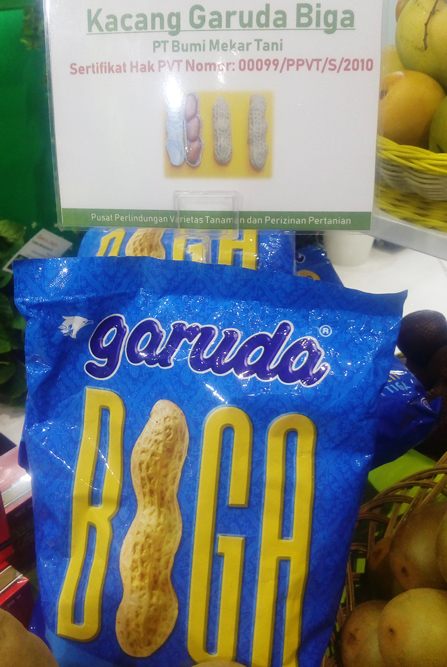 Kacang Garuda Biga
PT Bumi Mekar Tani
Sertifikat Hak PVT Nomor: 00099/PPVT/S/2010
Pusat Perlindungan Varietas Tanaman dan Perizinan Pertanian
garuda®
BIGA